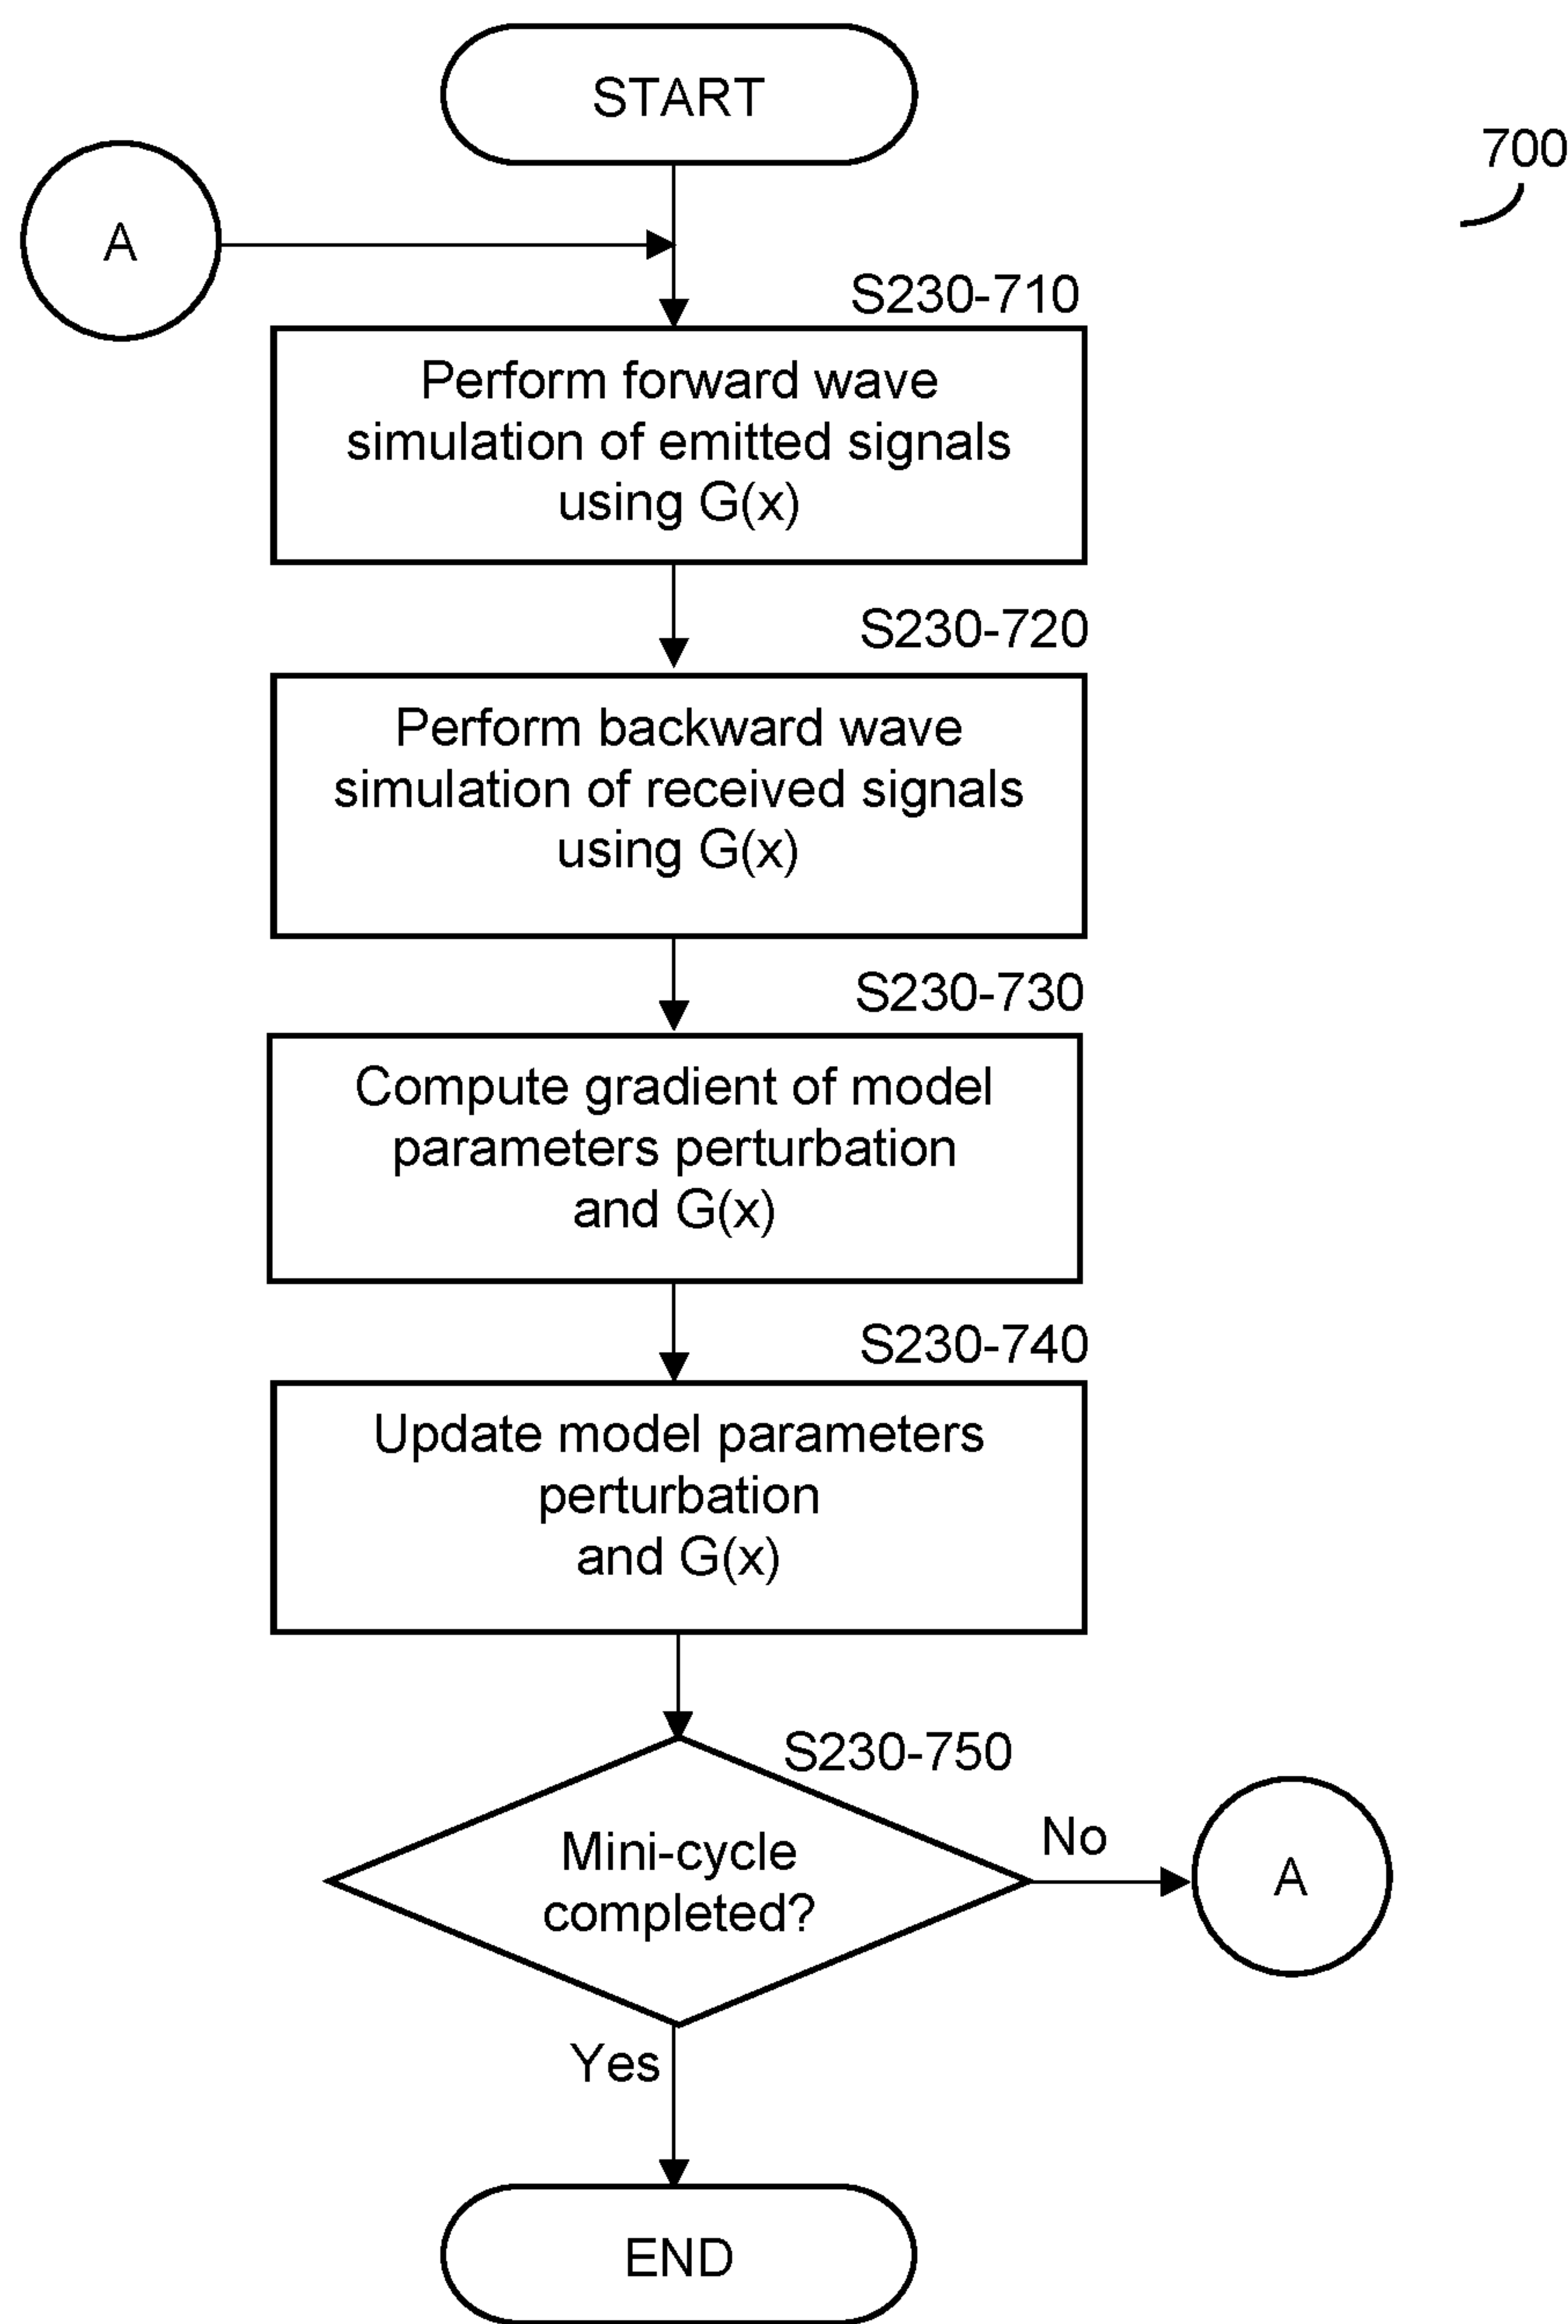 START
700
A
S230-710
Perform forward wave
simulation of emitted signals
using G(x)
S230-720
Perform backward wave
simulation of received signals
using G(x)
S230-730
Compute gradient of model
parameters perturbation
and G(x)
S230-740
Update model parameters
perturbation
and G(x)
S230-750
Mini-cycle
completed?
No
A
Yes
END